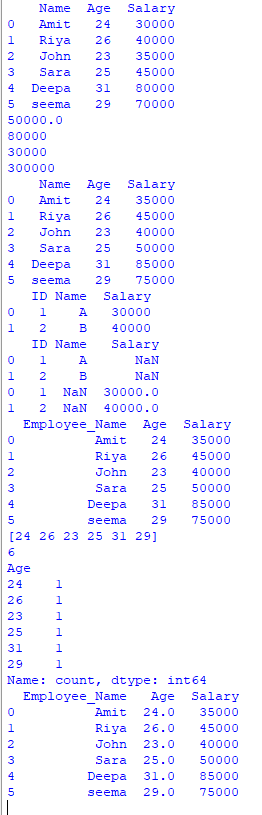 Name  Age  Salary
0   Amit   24   30000
1   Riya   26   40000
2   John   23   35000
3   Sara   25   45000
4  Deepa   31   80000
5  seema   29   70000
50000.0
80000
30000
300000
    Name  Age  Salary
0   Amit   24   35000
1   Riya   26   45000
2   John   23   40000
3   Sara   25   50000
4  Deepa   31   85000
5  seema   29   75000
   ID Name  Salary
0   1    A   30000
1   2    B   40000
   ID Name   Salary
0   1    A      NaN
1   2    B      NaN
0   1  NaN  30000.0
1   2  NaN  40000.0
  Employee_Name  Age  Salary
0          Amit   24   35000
1          Riya   26   45000
2          John   23   40000
3          Sara   25   50000
4         Deepa   31   85000
5         seema   29   75000
[24 26 23 25 31 29]
6
Age
24    1
26    1
23    1
25    1
31    1
29    1
Name: count, dtype: int64
  Employee_Name   Age  Salary
0          Amit  24.0   35000
1          Riya  26.0   45000
2          John  23.0   40000
3          Sara  25.0   50000
4         Deepa  31.0   85000
5         seema  29.0   75000